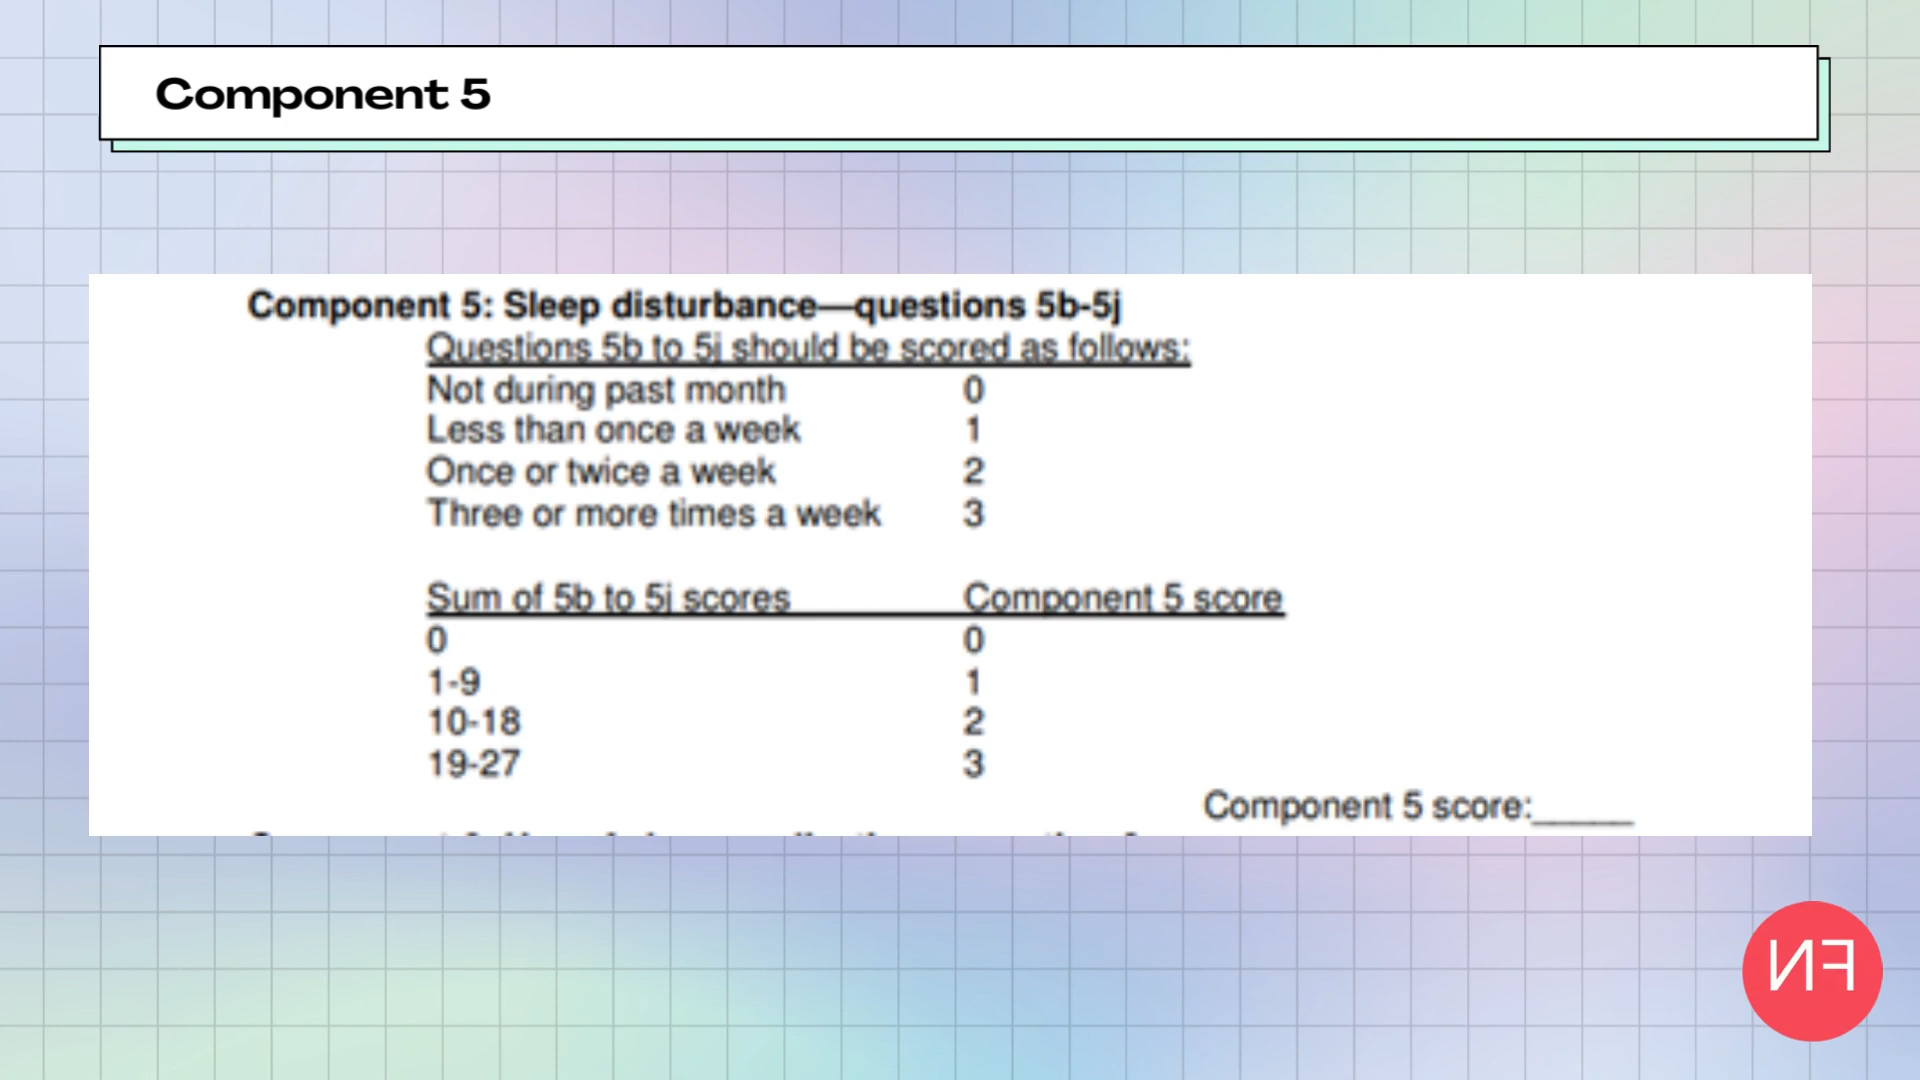 Component 5
Component 5: Sleep disturbance—questions 5b-5j
Questions 5b to 5j should be scored as follows:
Not during past month 0
Less than once a week 1
Once or twice a week 2
Three or more times a week 3
Sum of 5b to 5j scores Component 5 score
0 0
1-9 1
10-18 2
19-27 3
Component 5 score:_____